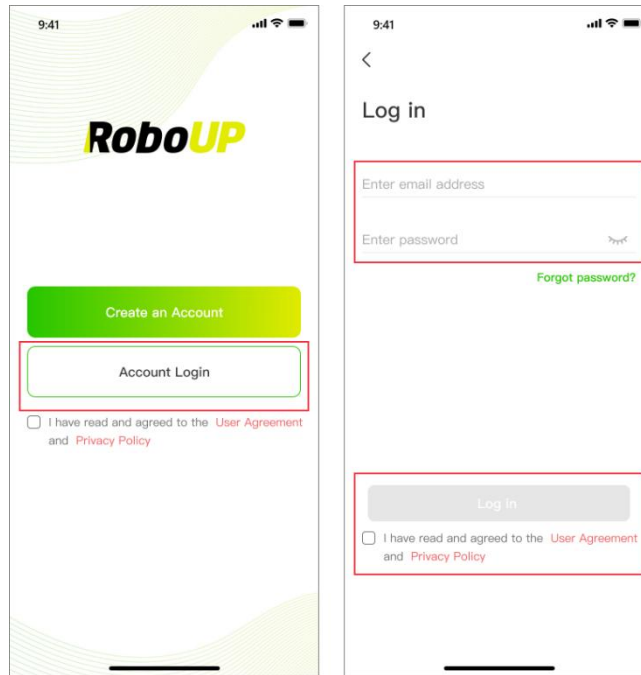 9:41
RoboUP
Create an Account
Account Login
I have read and agreed to the User Agreement
and Privacy Policy
9:41
Log in
Enter email address
Enter password
Forgot password?
Log in
I have read and agreed to the User Agreement
and Privacy Policy